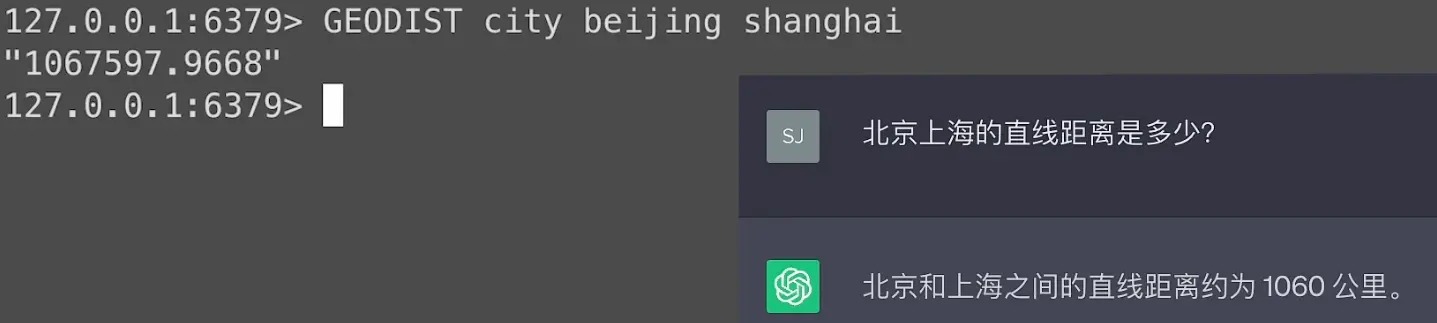 127.0.0.1:6379> GEODIST city beijing shanghai
"1067597.9668"
127.0.0.1:6379>
SJ
北京上海的直线距离是多少?
北京和上海之间的直线距离约为 1060 公里。